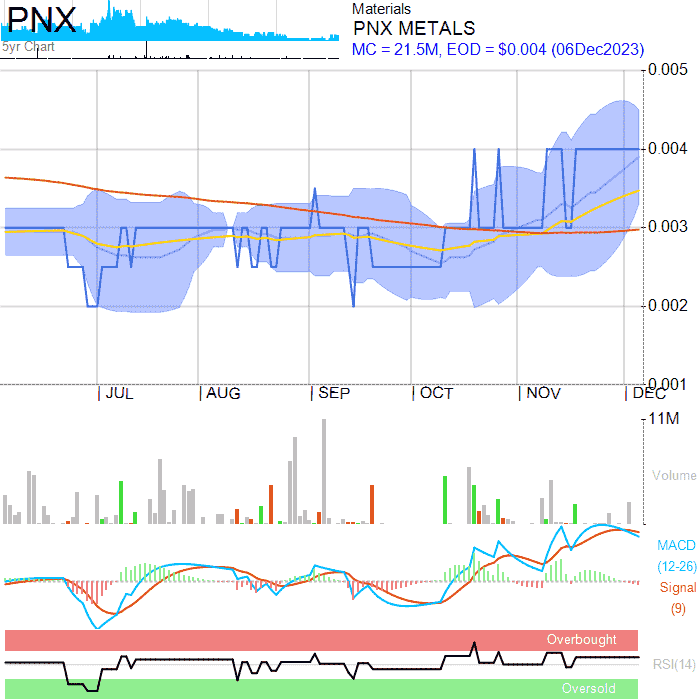 PNX
5yr Chart
Materials
PNX METALS
MC = 21.5M, EOD = $0.004 (06Dec2023)
0.005
0.004
0.003
0.002
0.001
JUL AUG SEP OCT NOV DEC
11M
Volume
MACD
(12-26)
Signal
(9)
Overbought
RSI(14)
Oversold